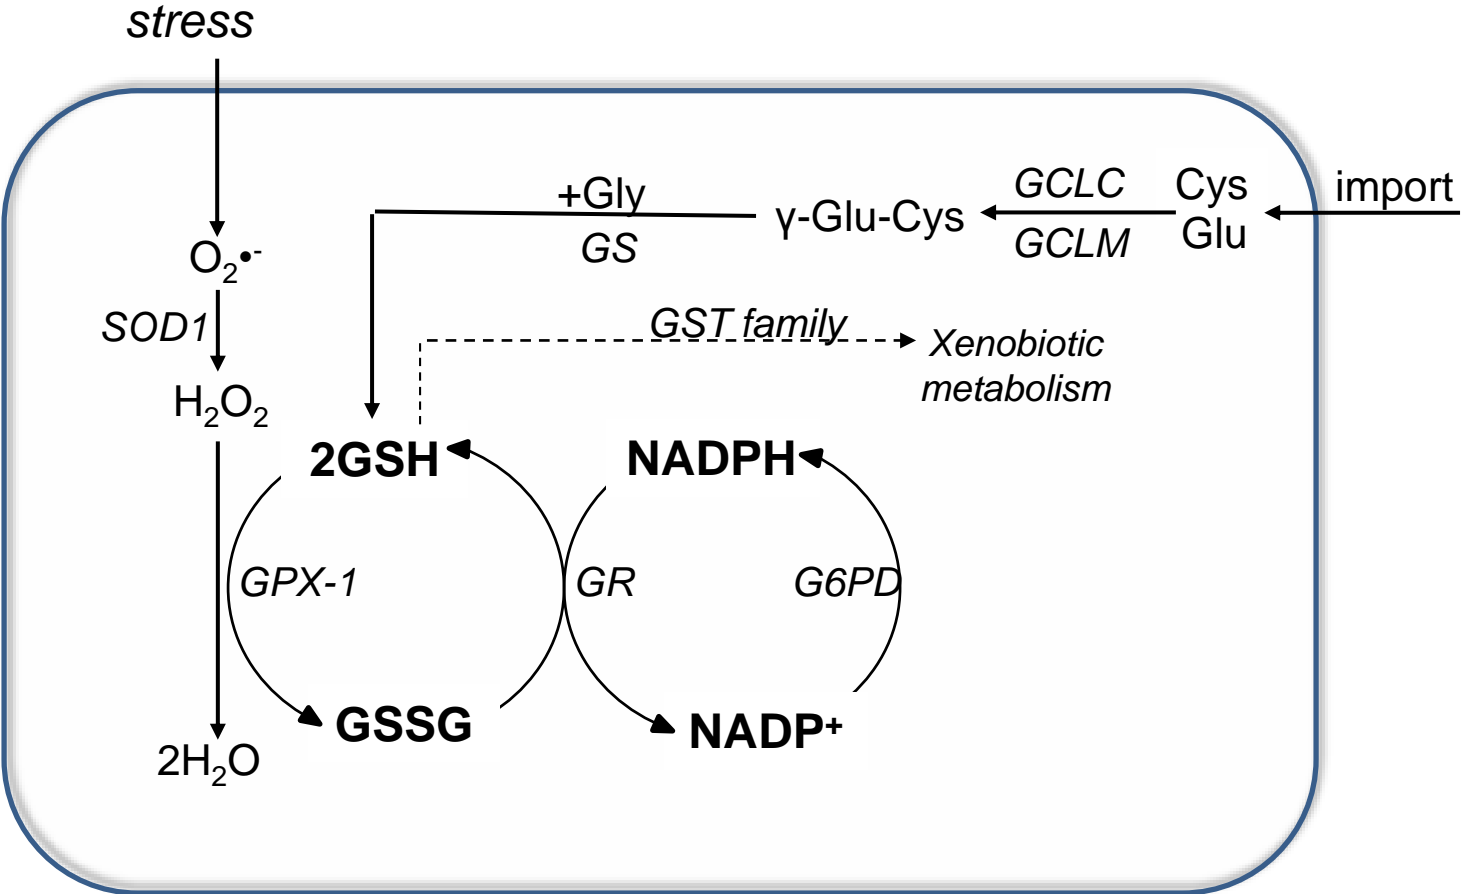 stress
import
GCLC
Cys
+Gly
γ-Glu-Cys
GCLM
Glu
GS
O₂•⁻
SOD1
GST family
Xenobiotic
metabolism
H₂O₂
2GSH
NADPH
GPX-1
GR
G6PD
GSSG
NADP⁺
2H₂O